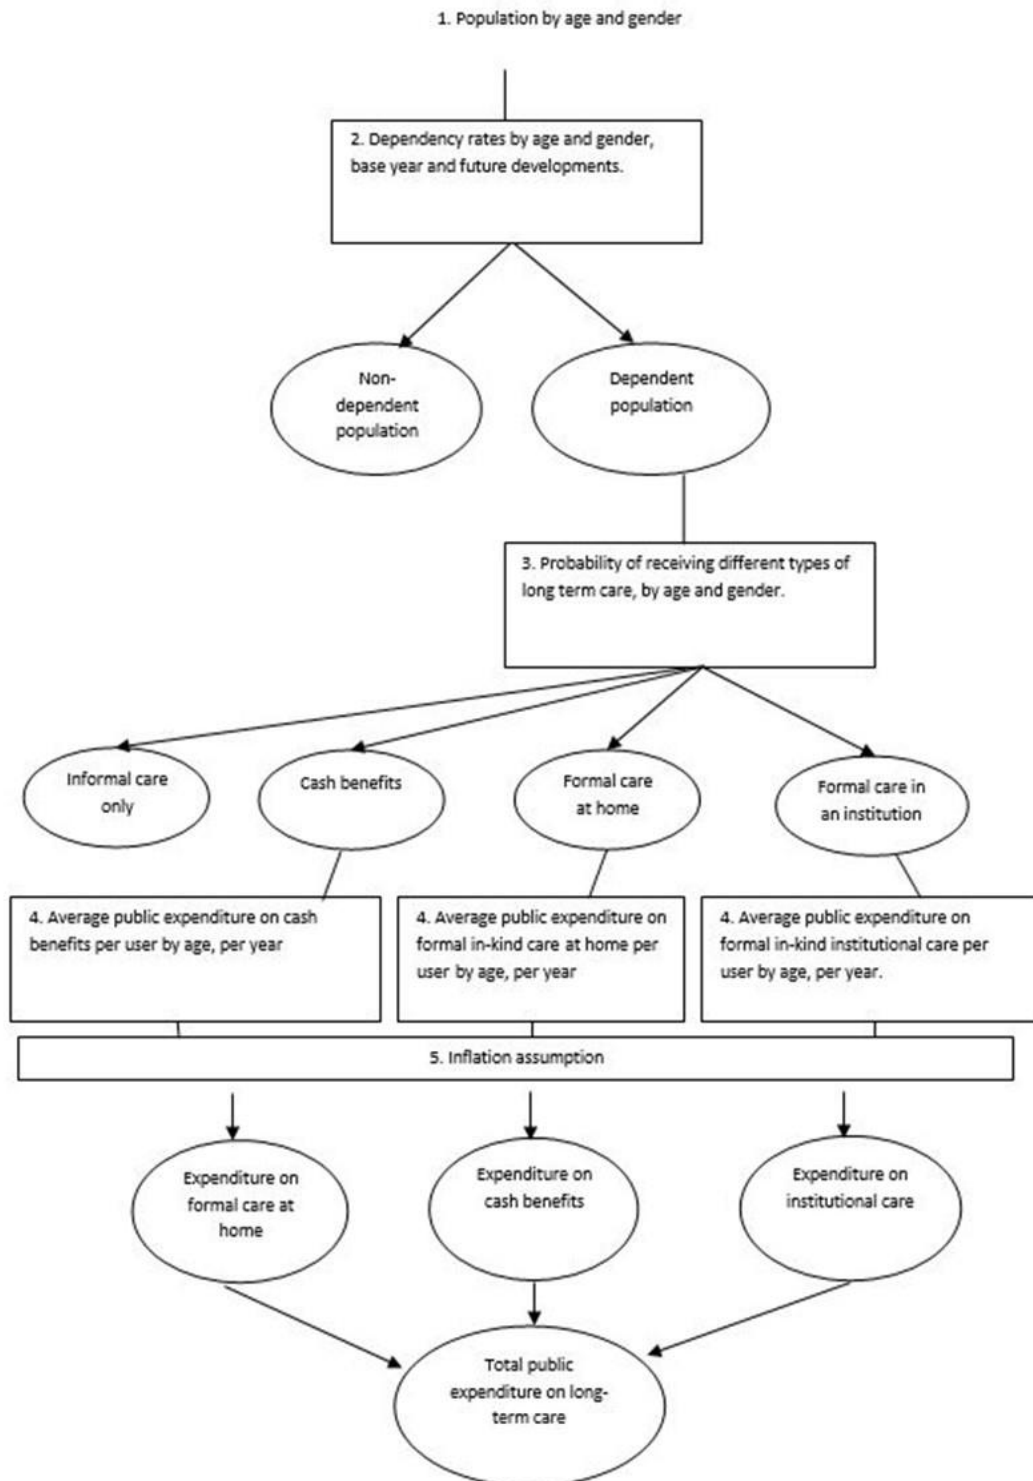 1. Population by age and gender
2. Dependency rates by age and gender,
base year and future developments.
Non-
dependent
population
Dependent
population
3. Probability of receiving different types of
long term care, by age and gender.
Informal care
only
Cash benefits
Formal care
at home
Formal care in
an institution
4. Average public expenditure on cash
benefits per user by age, per year
4. Average public expenditure on
formal in-kind care at home per
user by age, per year
4. Average public expenditure on
formal in-kind institutional care per
user by age, per year.
5. Inflation assumption
Expenditure on
formal care at
home
Expenditure on
cash benefits
Expenditure on
institutional care
Total public
expenditure on long-
term care